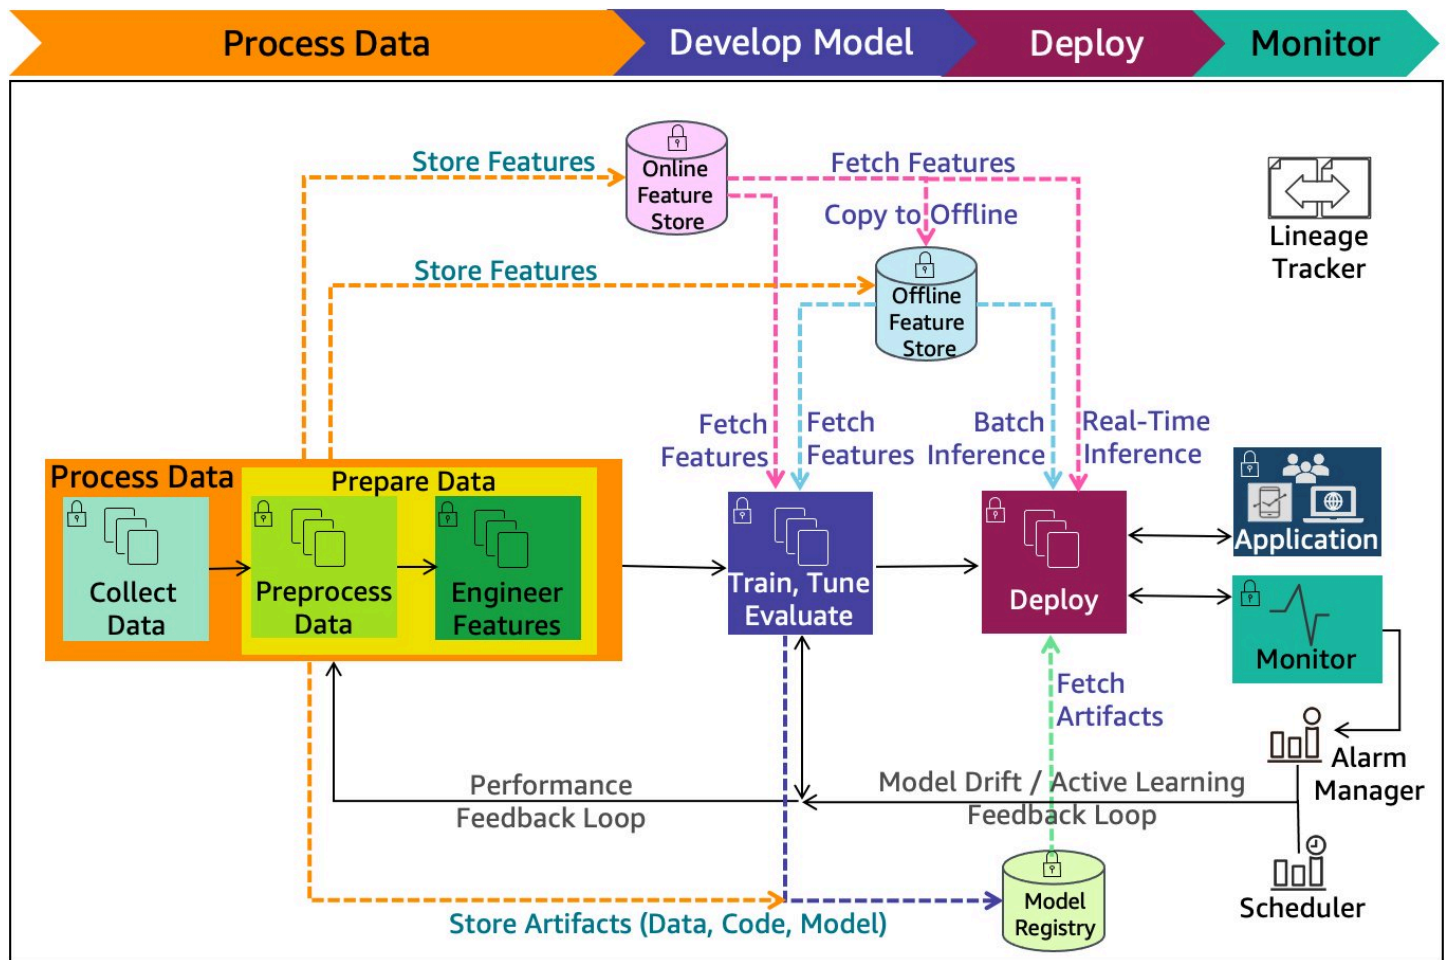 Process Data
Develop Model
Deploy
Monitor
Store Features
Online
Feature
Store
Fetch Features
Copy to Offline
Lineage
Tracker
Store Features
Offline
Feature
Store
Fetch
Features
Fetch
Features
Batch
Inference
Real-Time
Inference
Process Data
Prepare Data
Collect
Data
Preprocess
Data
Engineer
Features
Train, Tune
Evaluate
Deploy
Application
Monitor
Fetch
Artifacts
Alarm
Manager
Performance
Feedback Loop
Model Drift / Active Learning
Feedback Loop
Model
Registry
Scheduler
Store Artifacts (Data, Code, Model)